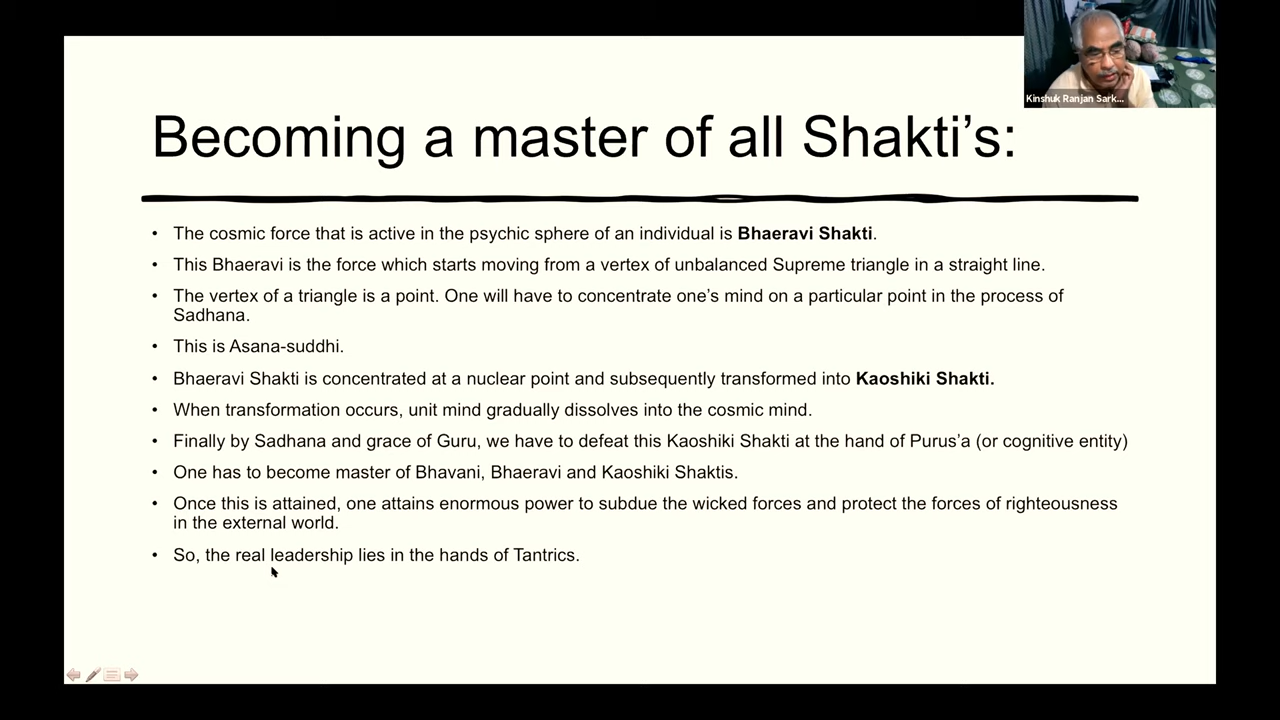 Kinshuk Ranjan Sark...
Becoming a master of all Shakti’s:
• The cosmic force that is active in the psychic sphere of an individual is Bhaeravi Shakti.
• This Bhaeravi is the force which starts moving from a vertex of unbalanced Supreme triangle in a straight line.
• The vertex of a triangle is a point. One will have to concentrate one’s mind on a particular point in the process of
Sadhana.
• This is Asana-suddhi.
• Bhaeravi Shakti is concentrated at a nuclear point and subsequently transformed into Kaoshiki Shakti.
• When transformation occurs, unit mind gradually dissolves into the cosmic mind.
• Finally by Sadhana and grace of Guru, we have to defeat this Kaoshiki Shakti at the hand of Purus’a (or cognitive entity)
• One has to become master of Bhavani, Bhaeravi and Kaoshiki Shaktis.
• Once this is attained, one attains enormous power to subdue the wicked forces and protect the forces of righteousness
in the external world.
• So, the real leadership lies in the hands of Tantrics.